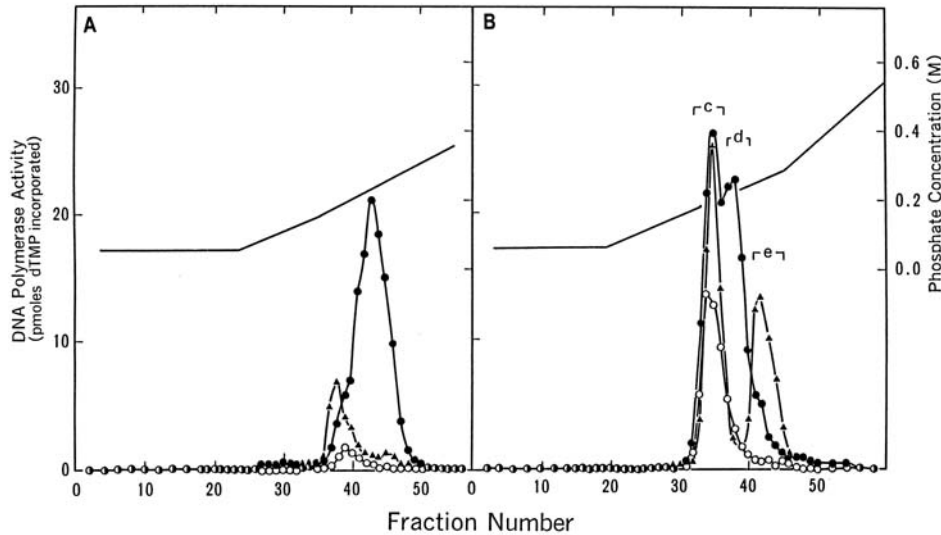 A
B
30
20
10
0
DNA Polymerase Activity
(pmoles dTMP incorporated)
c
d
e
0.6
0.4
0.2
0.0
Phosphate Concentration (M)
0 10 20 30 40 50
10 20 30 40 50
Fraction Number